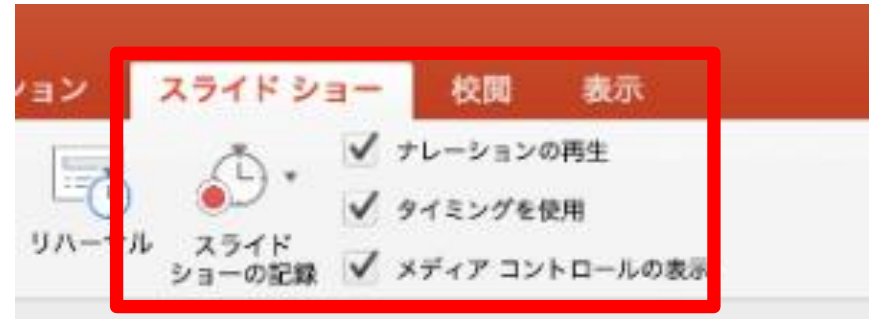 ション スライド ショー 校閲 表示
ナレーションの再生
タイミングを使用
リハーサル スライド
ショーの記録 メディア コントロールの表示